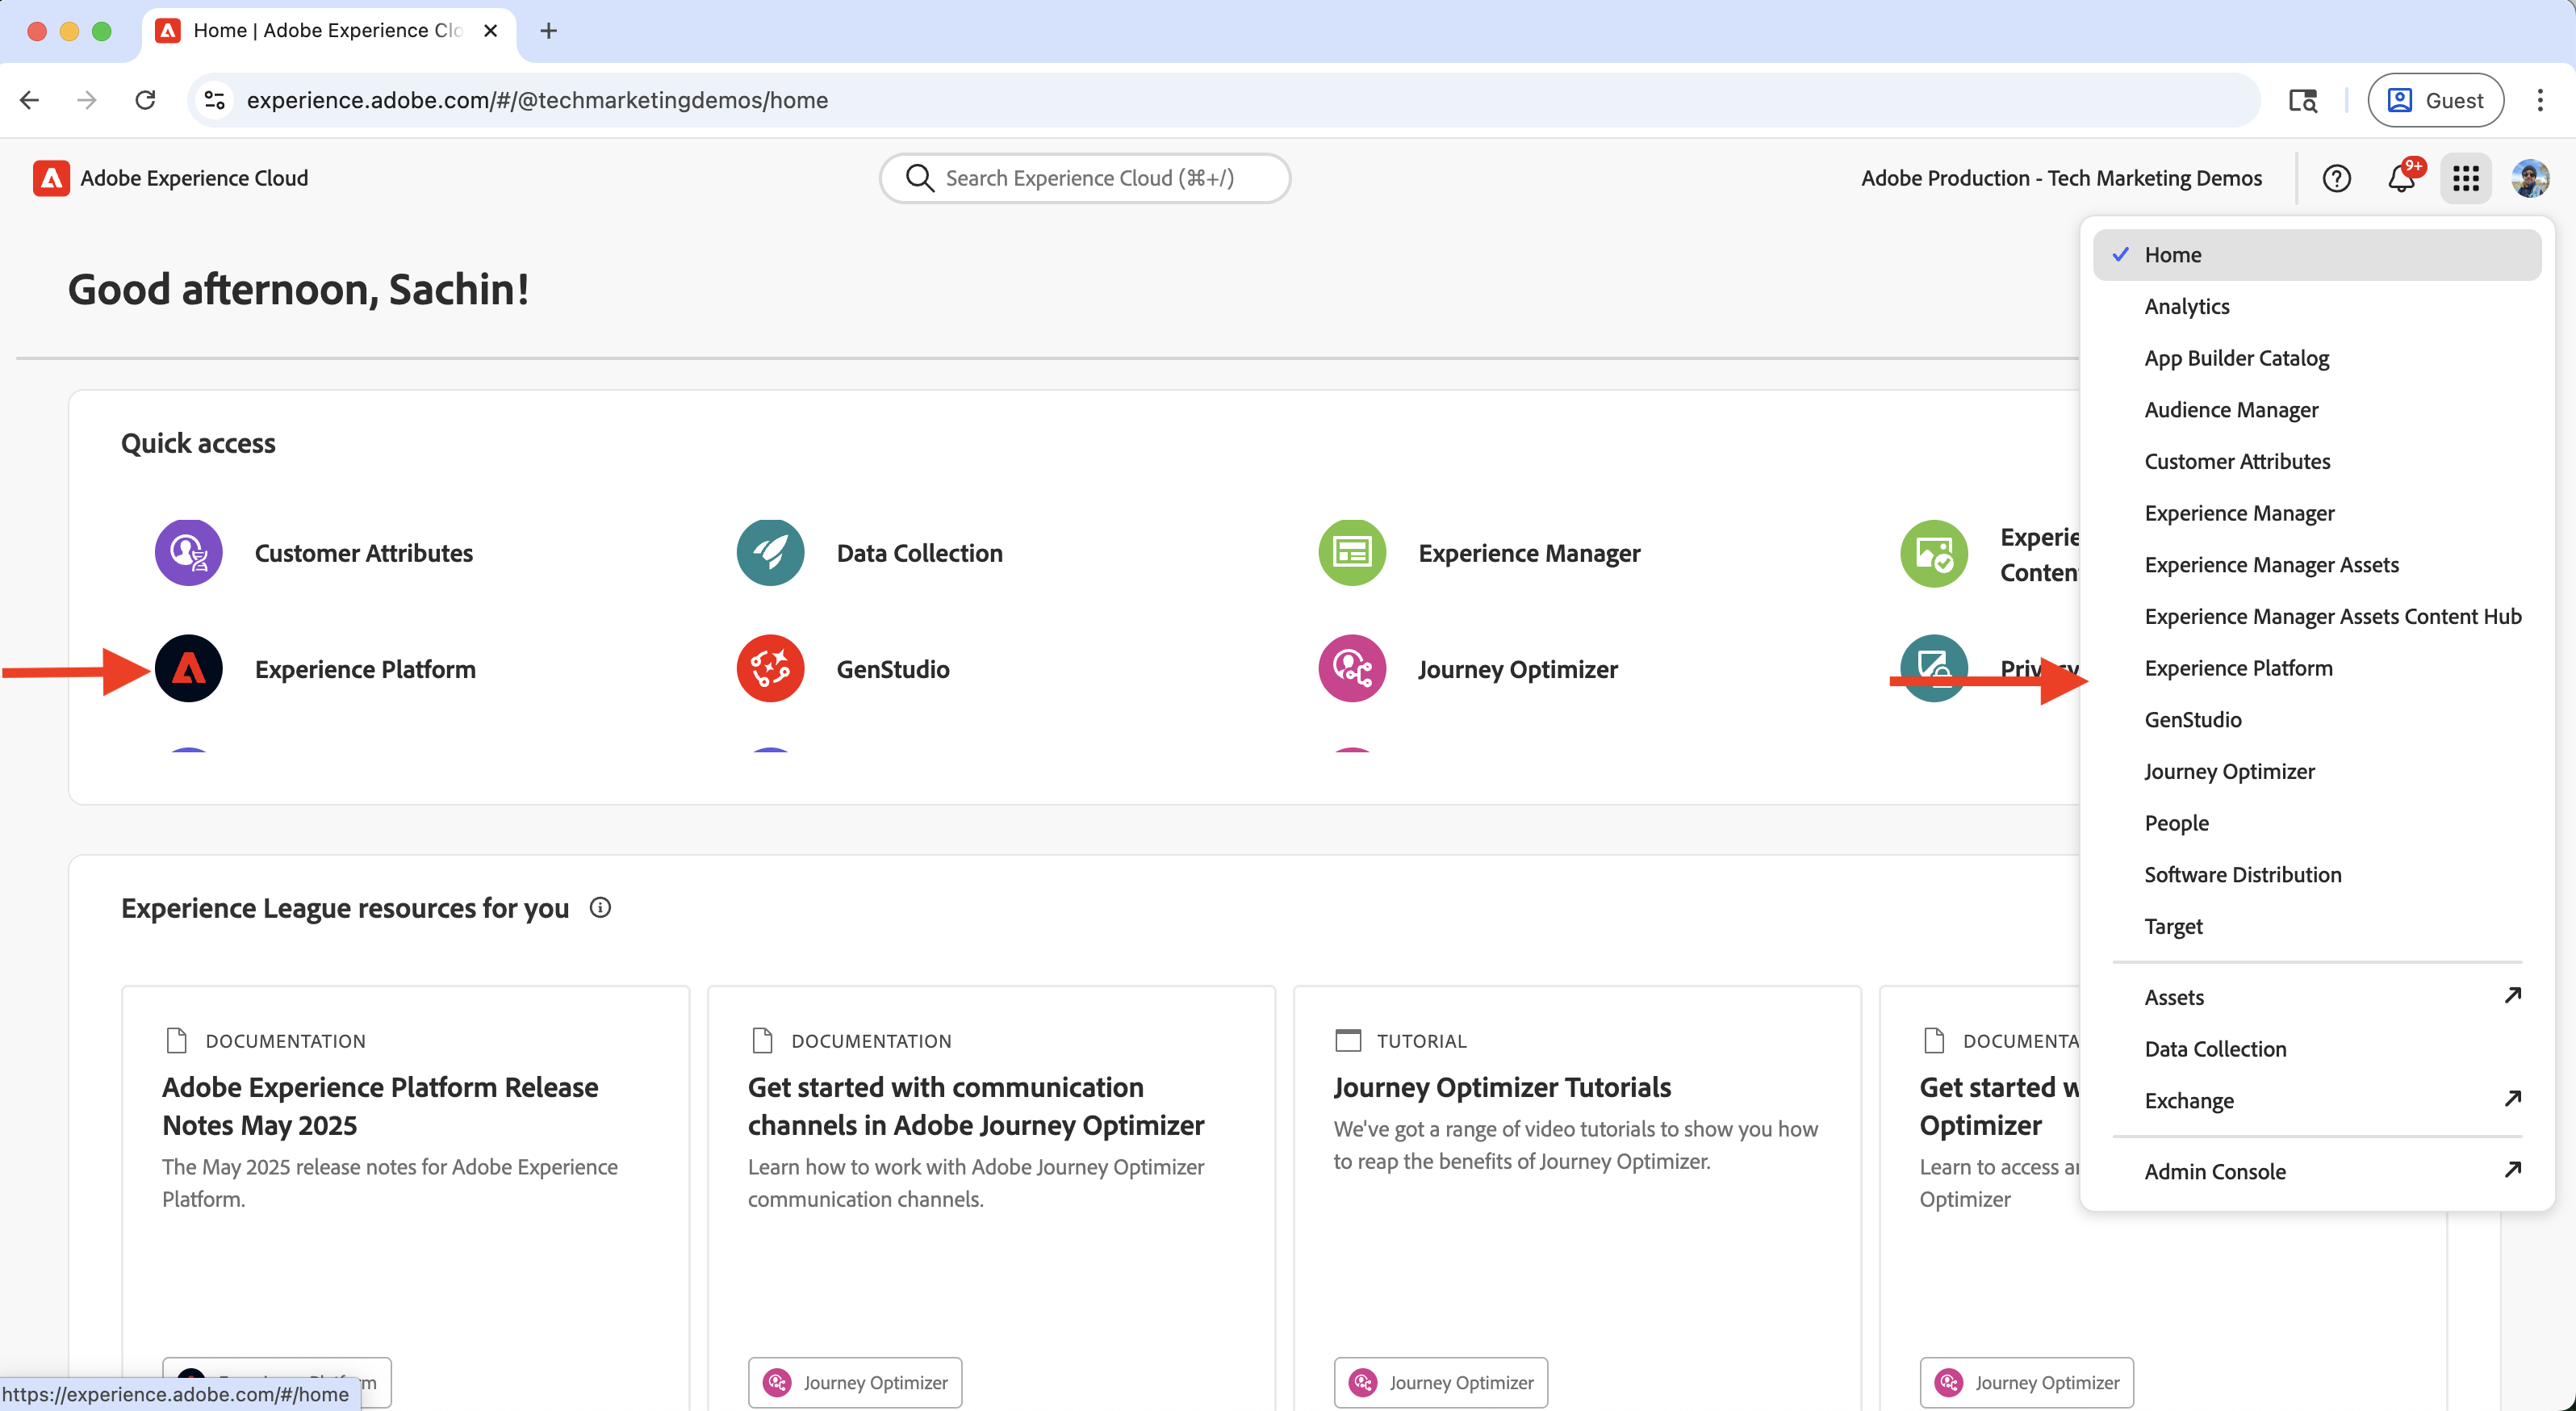 Home | Adobe Experience Clo
experience.adobe.com/#/@techmarketingdemos/home
Guest
Adobe Experience Cloud
Search Experience Cloud (⌘+/)
Adobe Production - Tech Marketing Demos
9+
Good afternoon, Sachin!
Quick access
Customer Attributes
Data Collection
Experience Manager
Experie
Conten
Experience Platform
GenStudio
Journey Optimizer
Privacy
Experience League resources for you
DOCUMENTATION
Adobe Experience Platform Release
Notes May 2025
The May 2025 release notes for Adobe Experience
Platform.
DOCUMENTATION
Get started with communication
channels in Adobe Journey Optimizer
Learn how to work with Adobe Journey Optimizer
communication channels.
Journey Optimizer
TUTORIAL
Journey Optimizer Tutorials
We've got a range of video tutorials to show you how
to reap the benefits of Journey Optimizer.
Journey Optimizer
DOCUMENTA
Get started w
Optimizer
Learn to access a
Optimizer
Journey Optimizer
Home
Analytics
App Builder Catalog
Audience Manager
Customer Attributes
Experience Manager
Experience Manager Assets
Experience Manager Assets Content Hub
Experience Platform
GenStudio
Journey Optimizer
People
Software Distribution
Target
Assets
Data Collection
Exchange
Admin Console
https://experience.adobe.com/#/home